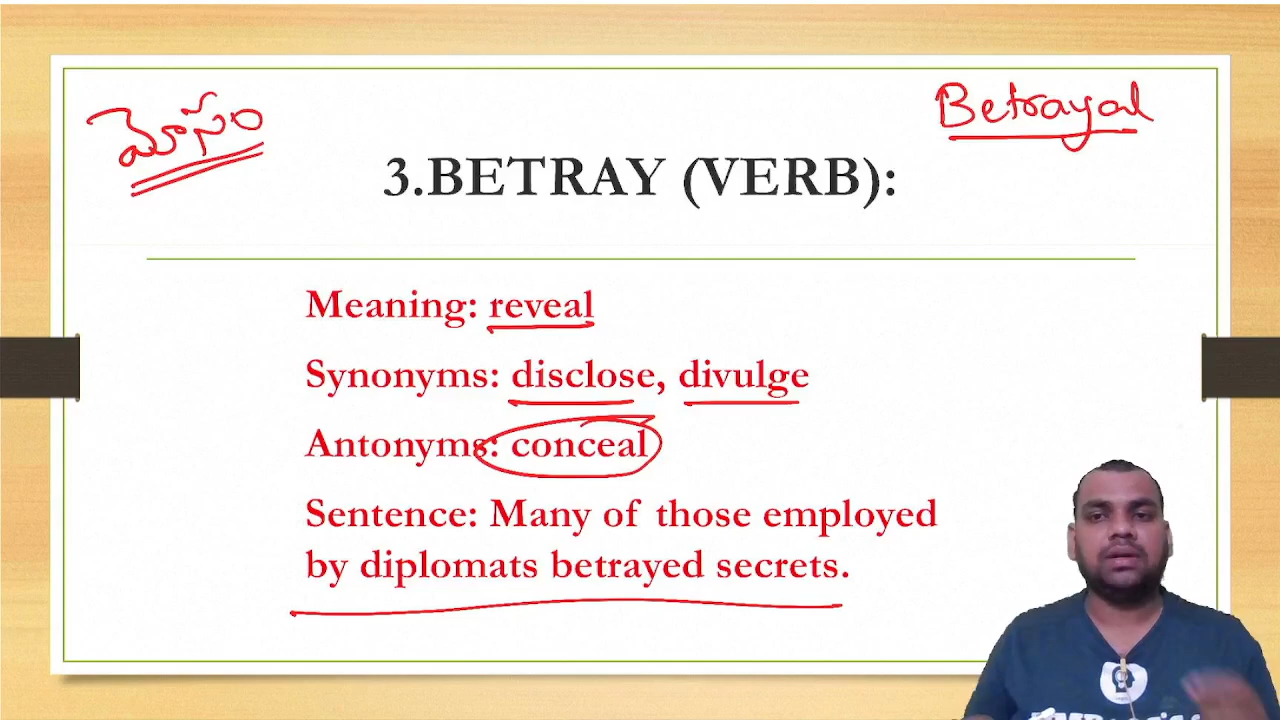 మోసం
Betrayal
3.BETRAY (VERB):
Meaning: reveal
Synonyms: disclose, divulge
Antonyms: conceal
Sentence: Many of those employed
by diplomats betrayed secrets.